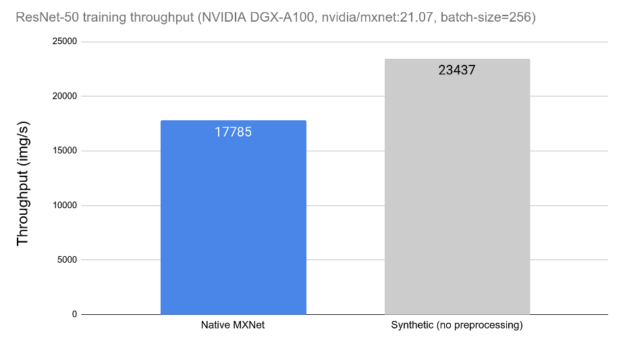 ResNet-50 training throughput (NVIDIA DGX-A100, nvidia/mxnet:21.07, batch-size=256)
Throughput (img/s)
25000
20000
15000
10000
5000
0
17785
23437
Native MXNet
Synthetic (no preprocessing)